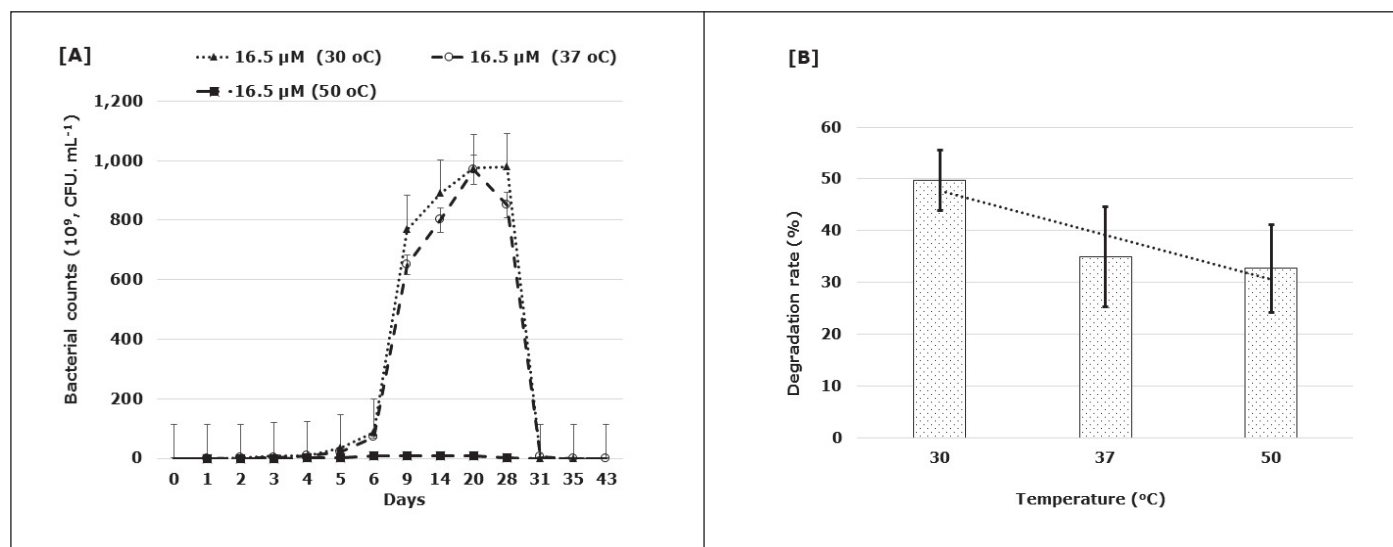 [A]
16.5 µM (30 oC)
16.5 µM (37 oC)
·16.5 µM (50 oC)
Bacterial counts (10⁹, CFU. mL⁻¹)
1,200
1,000
800
600
400
200
0
0 1 2 3 4 5 6 9 14 20 28 31 35 43
Days
[B]
Degradation rate (%)
60
50
40
30
20
10
0
30 37 50
Temperature (ºC)